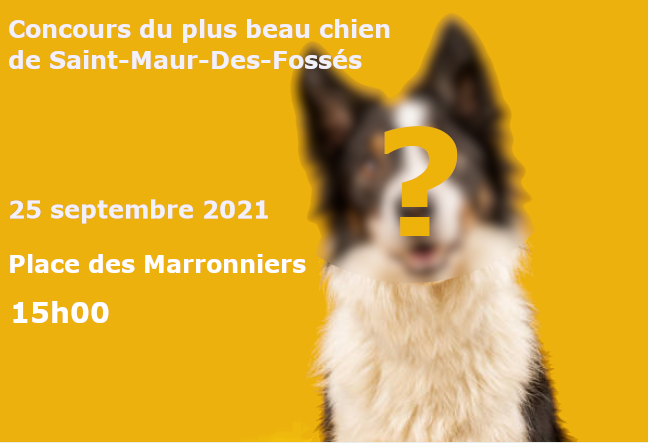 Concours du plus beau chien
de Saint-Maur-Des-Fossés
?
25 septembre 2021
Place des Marronniers
15h00